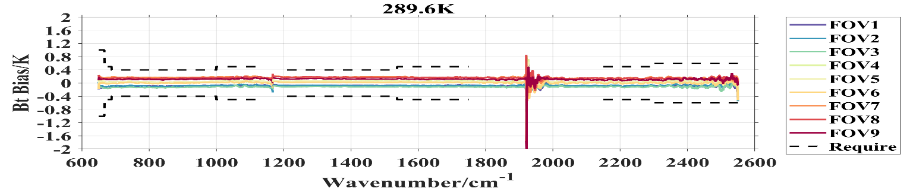 289.6K
Bt Bias/K
2
1.6
1.2
0.8
0.4
0
-0.4
-0.8
-1.2
-1.6
-2
600 800 1000 1200 1400 1600 1800 2000 2200 2400 2600
Wavenumber/cm-1
FOV1
FOV2
FOV3
FOV4
FOV5
FOV6
FOV7
FOV8
FOV9
Require